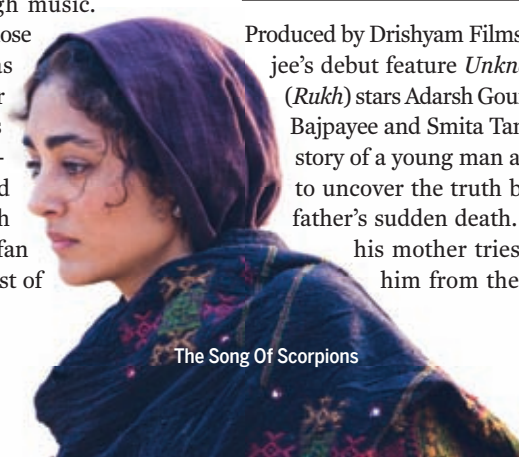 gh music.
ose
s
r
s
-
d
h
fan
st of
Produced by Drishyam Films
jee's debut feature Unkn
(Rukh) stars Adarsh Gou
Bajpayee and Smita Tan
story of a young man a
to uncover the truth b
father's sudden death.
his mother tries
him from the
The Song Of Scorpions